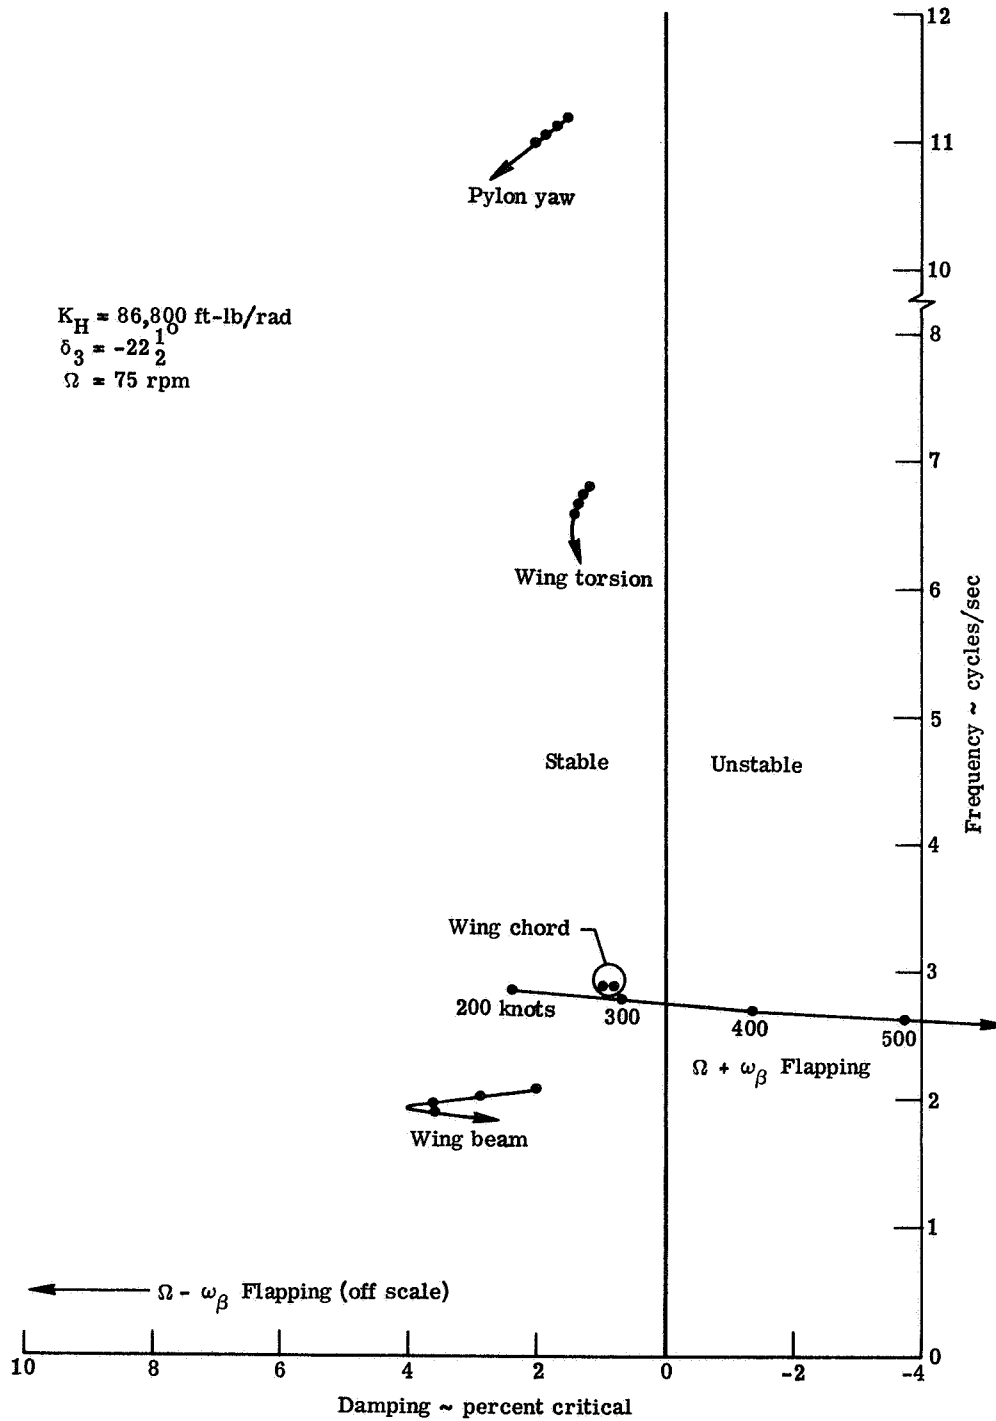 12
11
Pylon yaw
10
K_H = 86,800 ft-lb/rad
δ_3 = -22 1/2°
Ω = 75 rpm
8
7
Wing torsion
6
Frequency ~ cycles/sec
5
Stable Unstable
4
Wing chord
3
200 knots 300 400 500
Ω + ω_β Flapping
2
Wing beam
1
Ω - ω_β Flapping (off scale)
0
10 8 6 4 2 0 -2 -4
Damping ~ percent critical